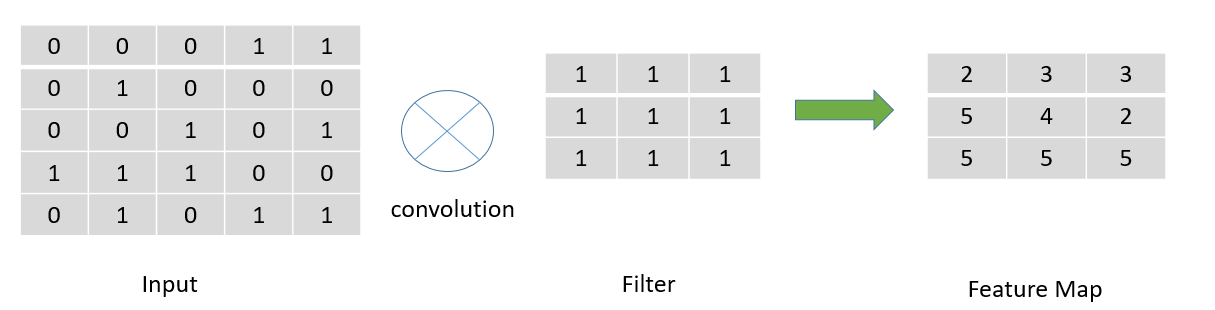 0 0 0 1 1
0 1 0 0 0
0 0 1 0 1
1 1 1 0 0
0 1 0 1 1
Input
convolution
1 1 1
1 1 1
1 1 1
Filter
2 3 3
5 4 2
5 5 5
Feature Map